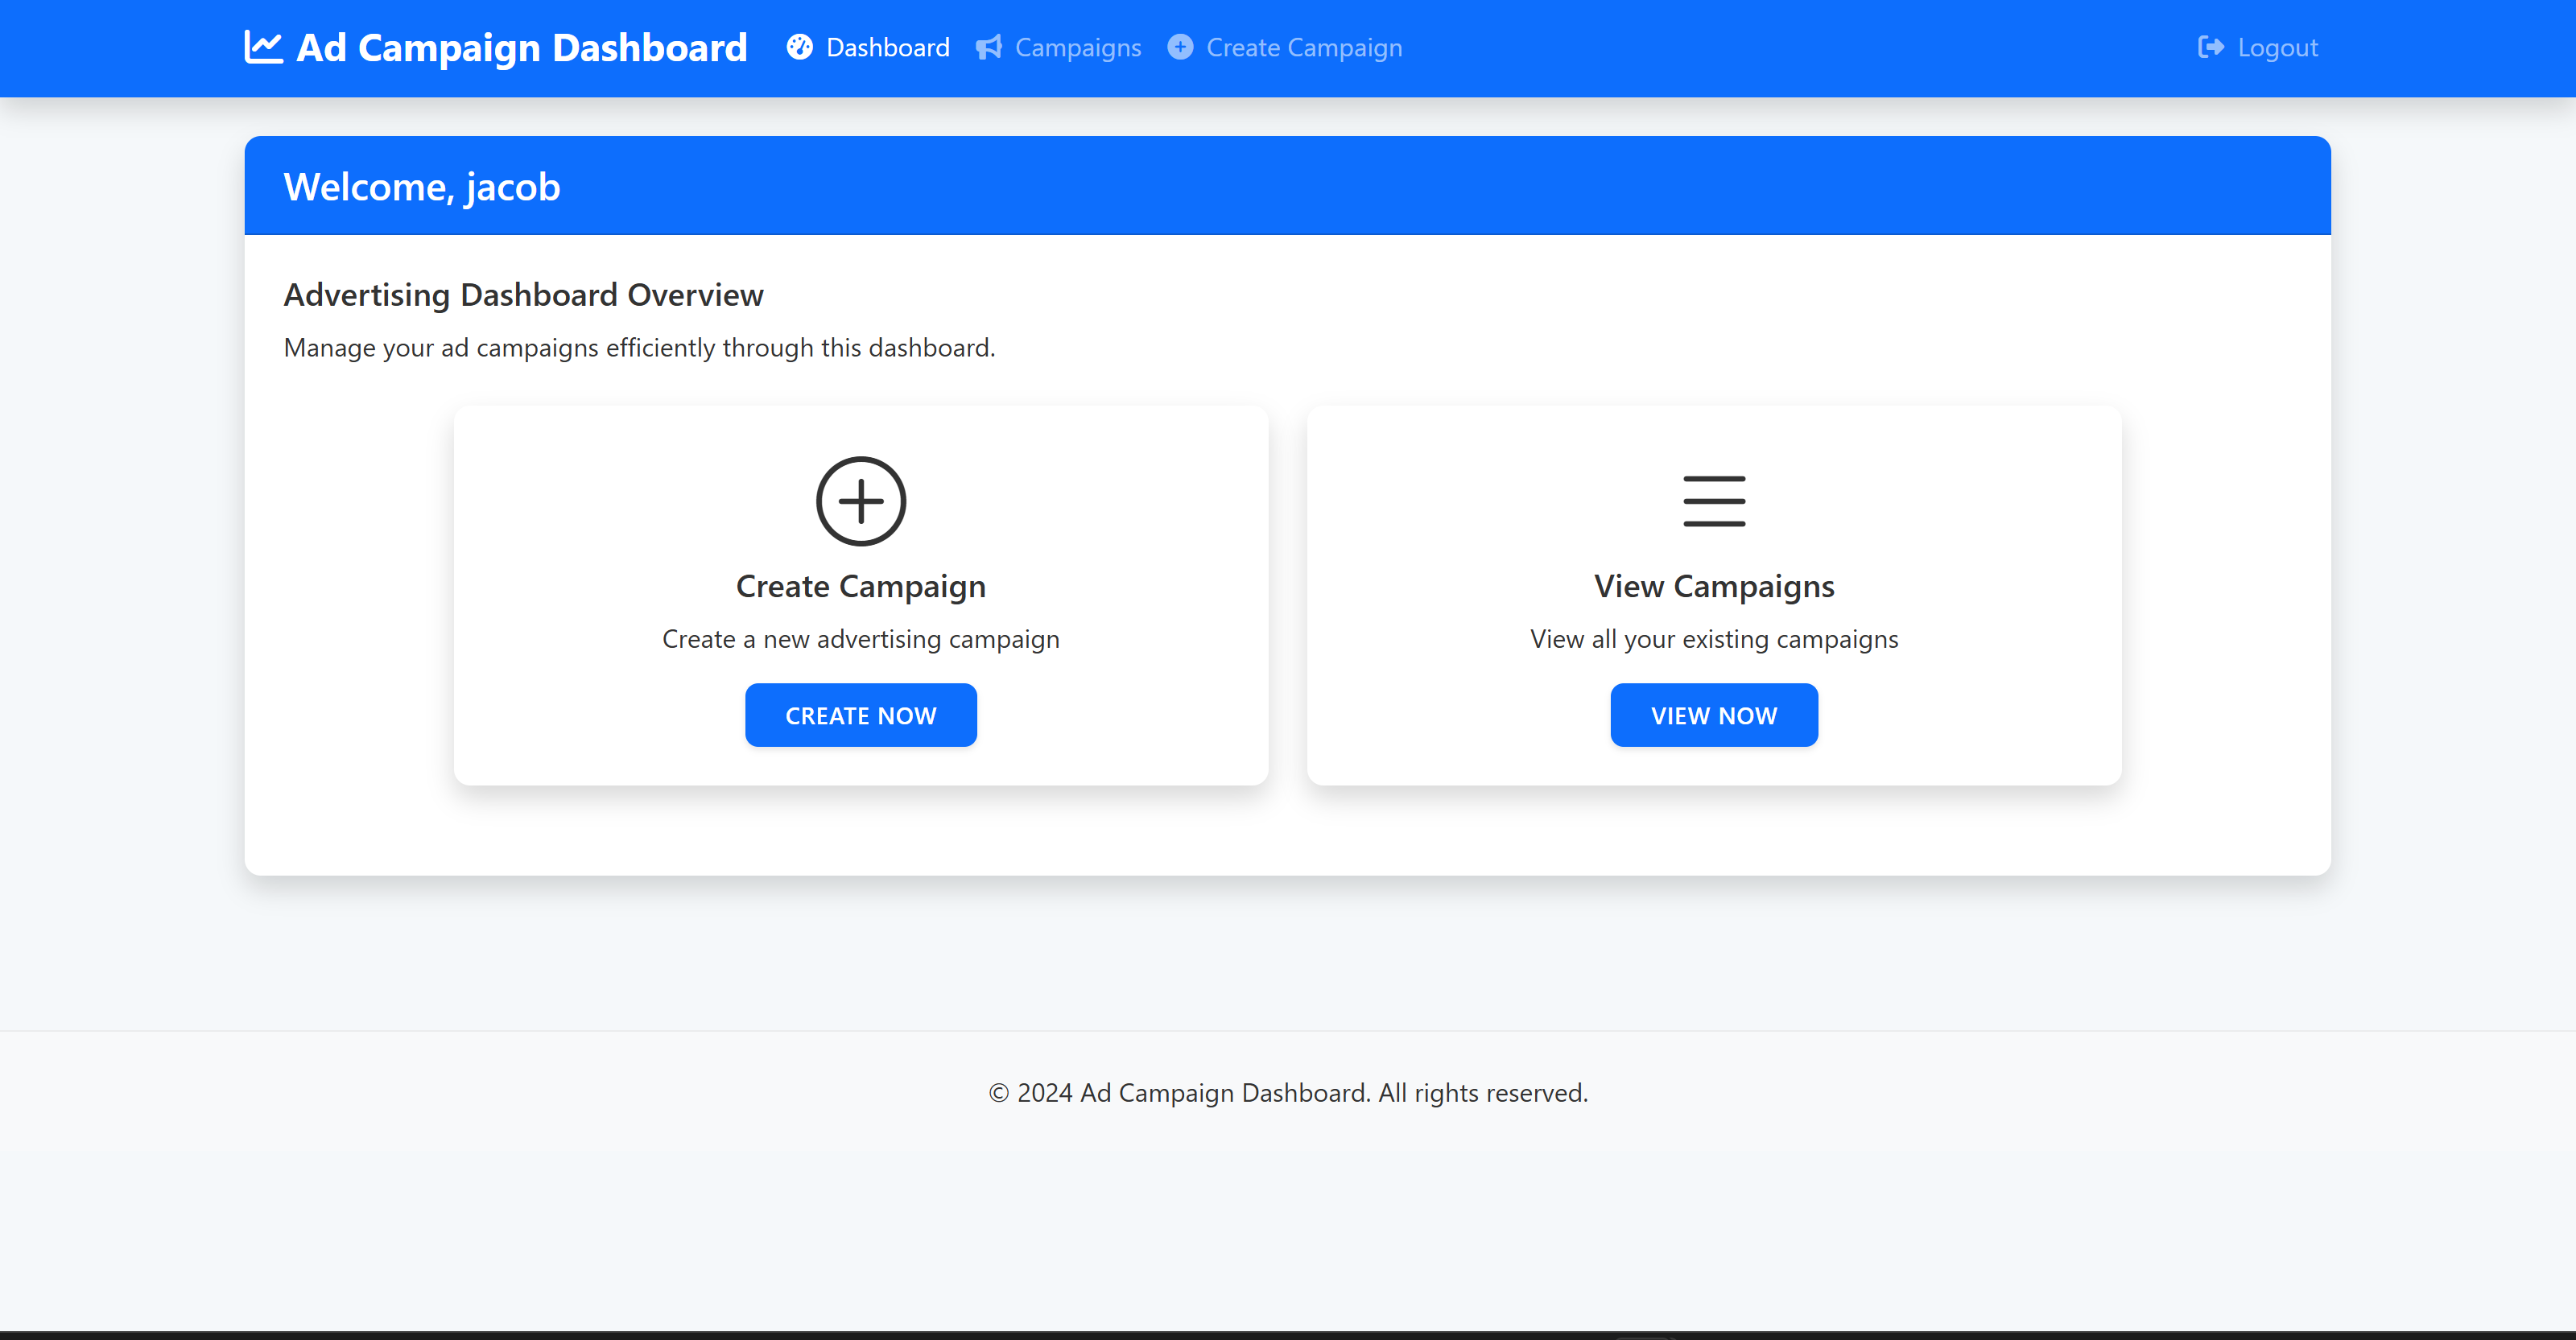 Ad Campaign Dashboard Dashboard Campaigns Create Campaign Logout
Welcome, jacob
Advertising Dashboard Overview
Manage your ad campaigns efficiently through this dashboard.
Create Campaign
Create a new advertising campaign
CREATE NOW
View Campaigns
View all your existing campaigns
VIEW NOW
© 2024 Ad Campaign Dashboard. All rights reserved.